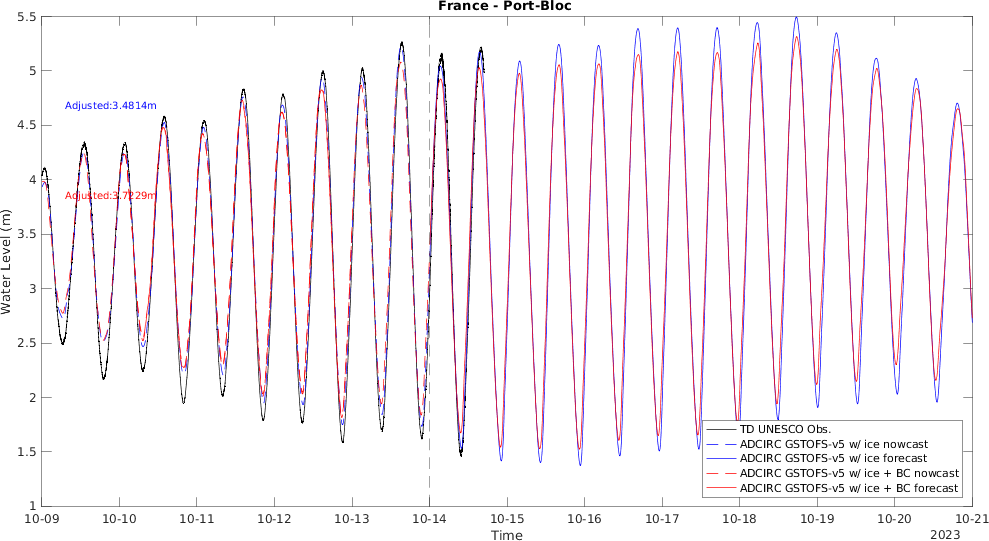 France - Port-Bloc
Water Level (m)
5.5
5
4.5
4
3.5
3
2.5
2
1.5
1
Adjusted:3.4814m
Adjusted:3.7229m
TD UNESCO Obs.
ADCIRC GSTOFS-v5 w/ ice nowcast
ADCIRC GSTOFS-v5 w/ ice forecast
ADCIRC GSTOFS-v5 w/ ice + BC nowcast
ADCIRC GSTOFS-v5 w/ ice + BC forecast
10-09 10-10 10-11 10-12 10-13 10-14 10-15 10-16 10-17 10-18 10-19 10-20 10-21
Time
2023